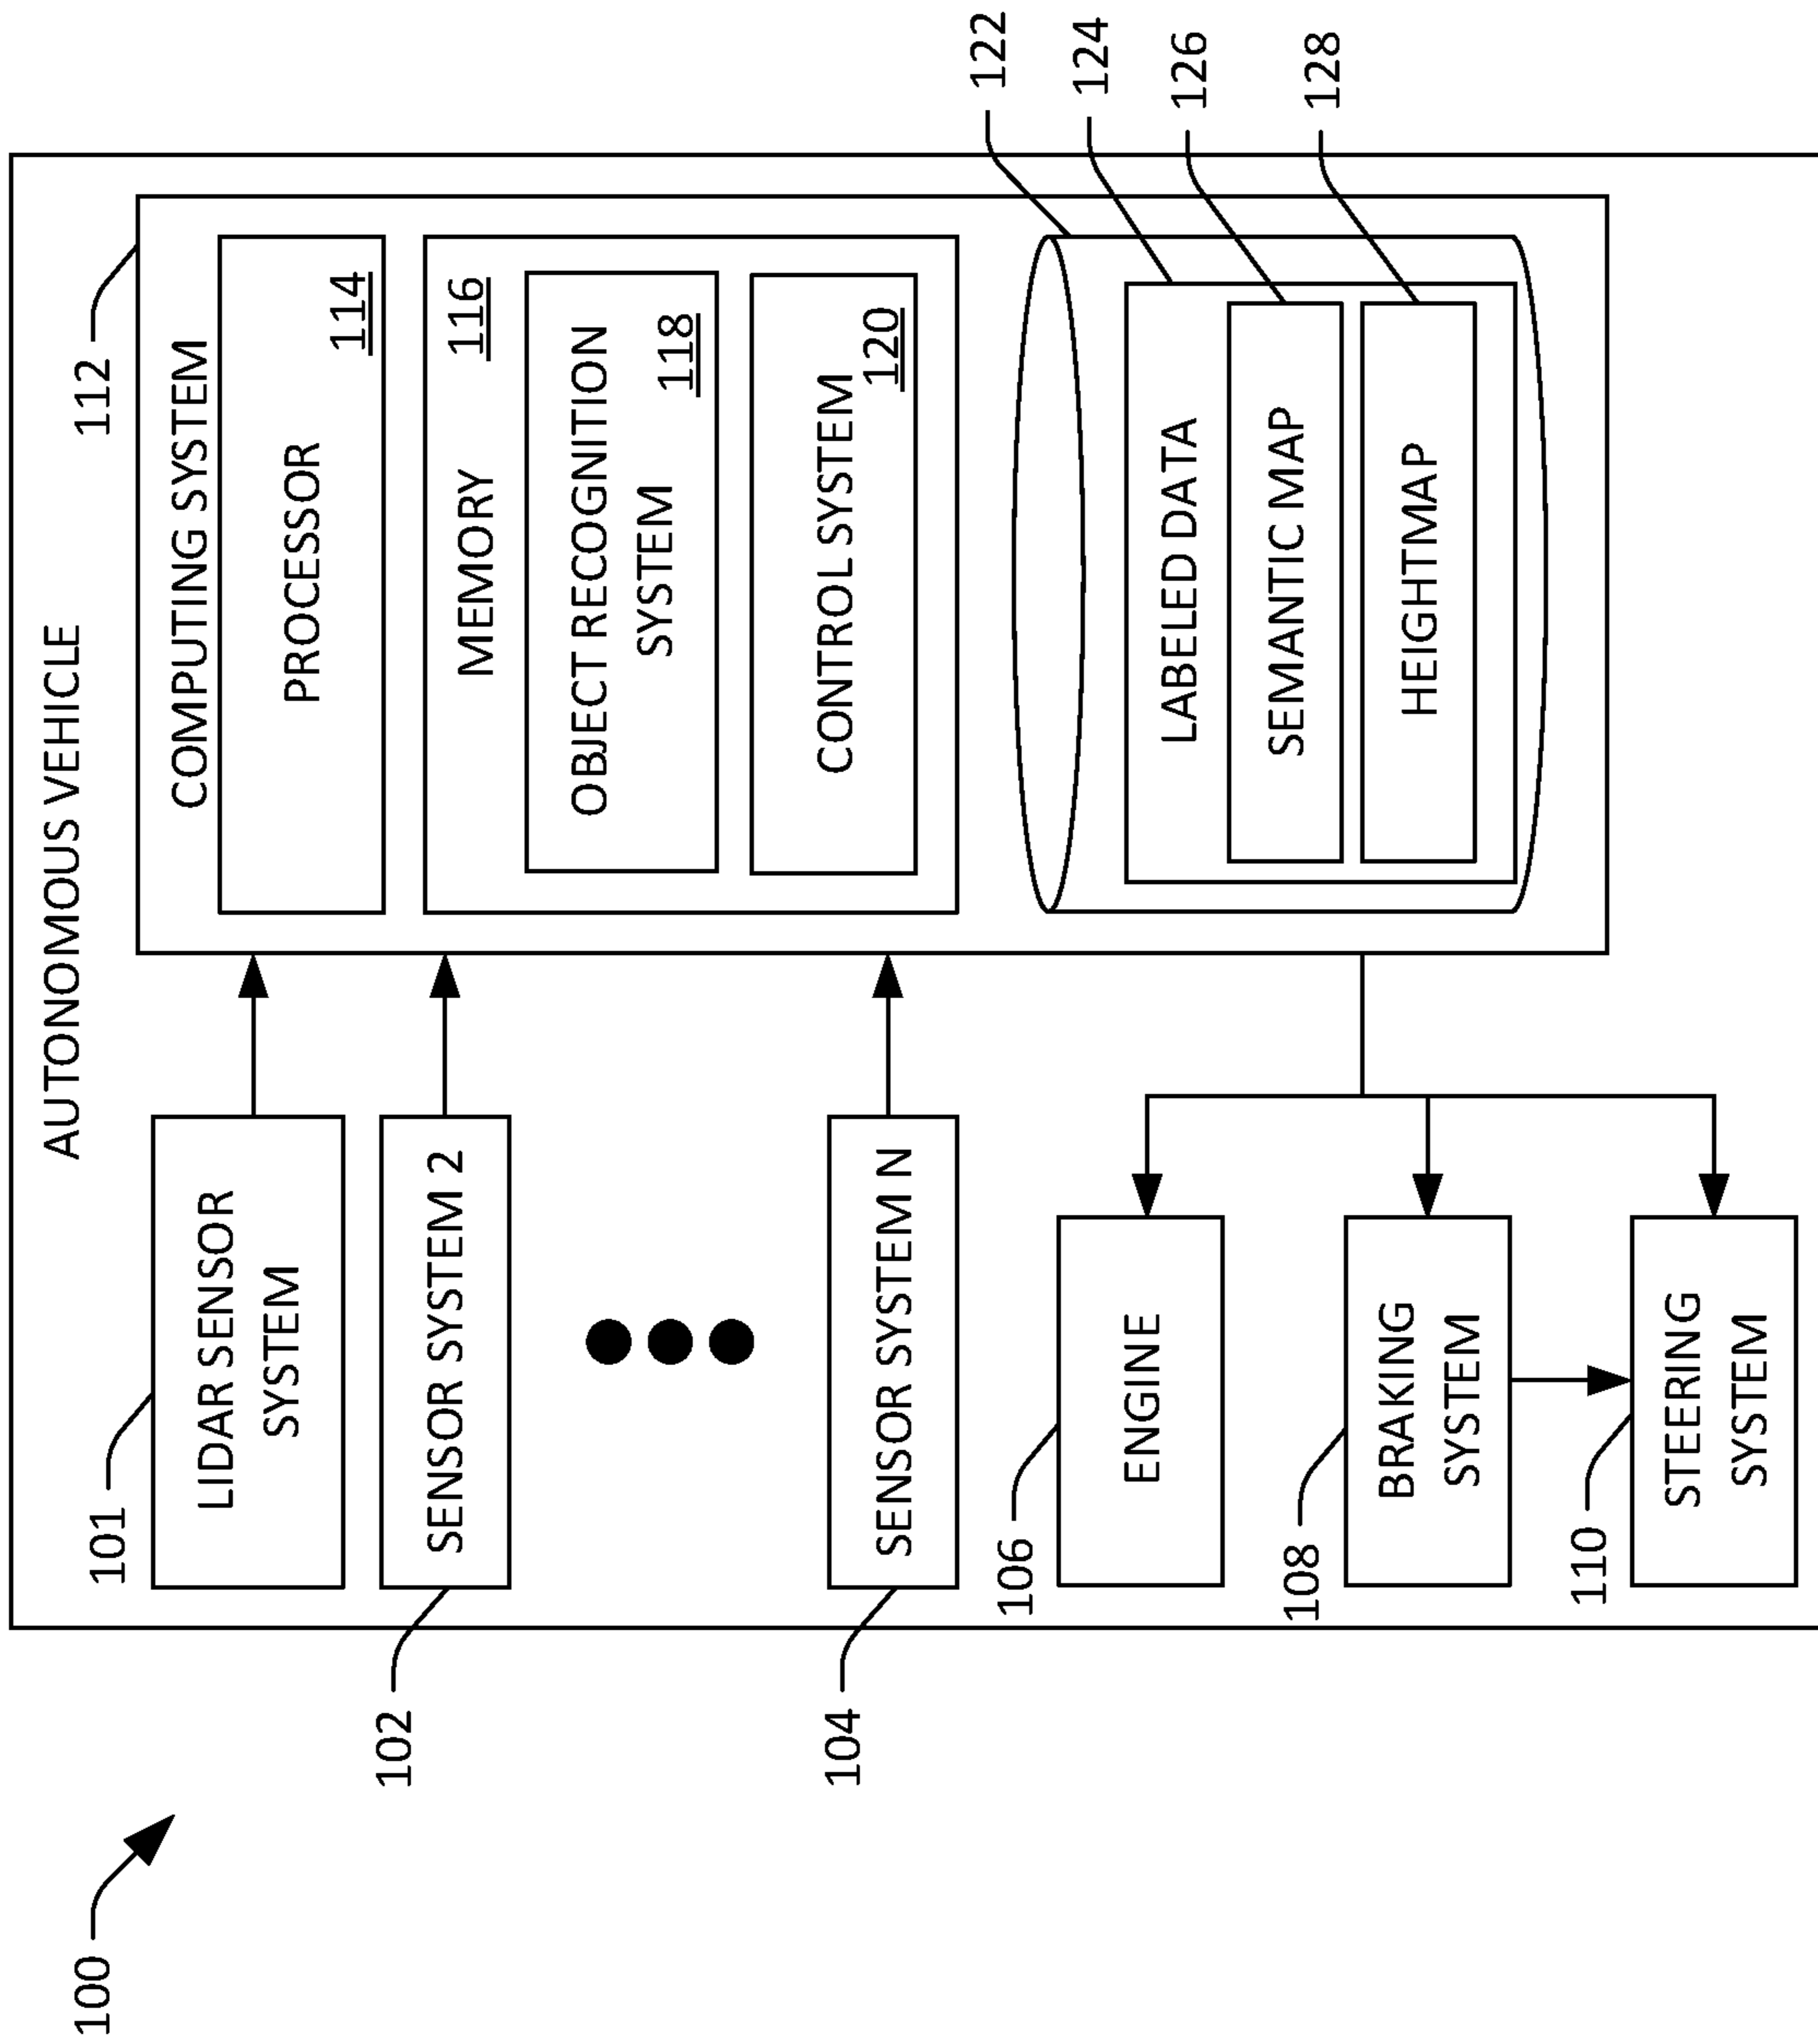 100
AUTONOMOUS VEHICLE
101
LIDAR SENSOR
SYSTEM
102
SENSOR SYSTEM 2
104
SENSOR SYSTEM N
106
ENGINE
108
BRAKING
SYSTEM
110
STEERING
SYSTEM
112
COMPUTING SYSTEM
PROCESSOR
114
MEMORY
116
OBJECT RECOGNITION
SYSTEM
118
CONTROL SYSTEM
120
122
LABELED DATA
124
SEMANTIC MAP
126
HEIGHTMAP
128